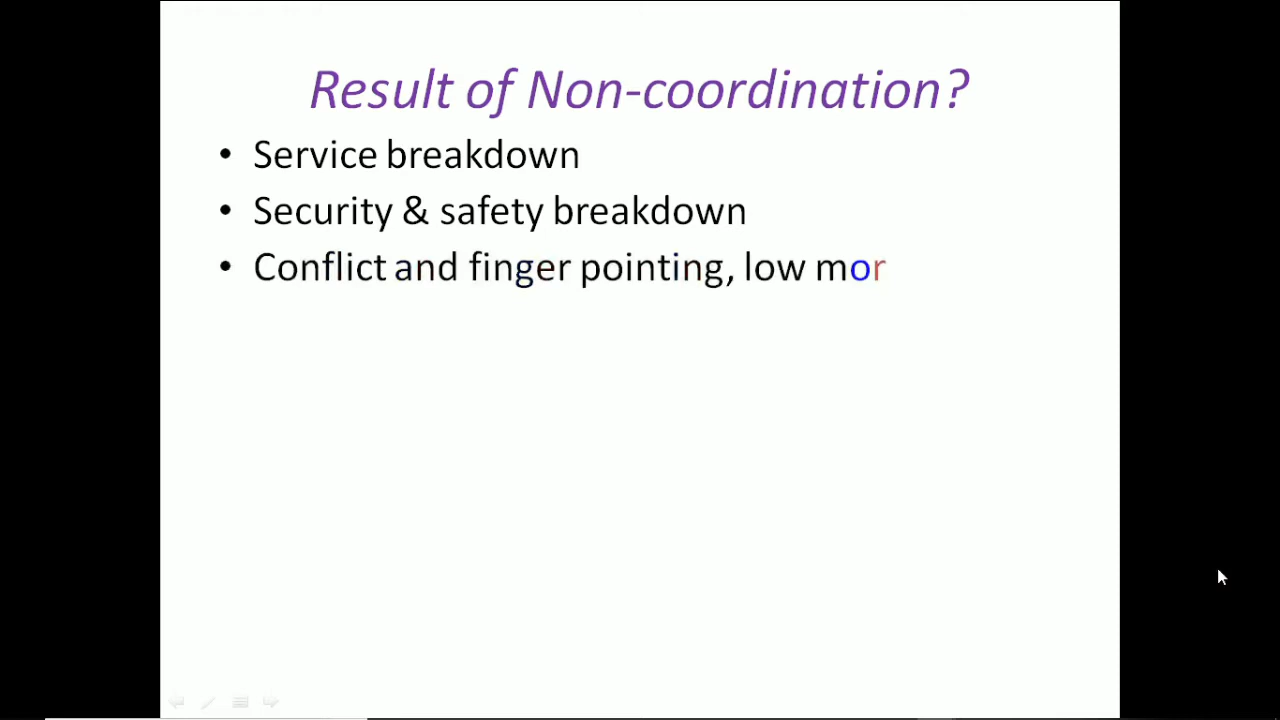 Result of Non-coordination?
• Service breakdown
• Security & safety breakdown
• Conflict and finger pointing, low mor